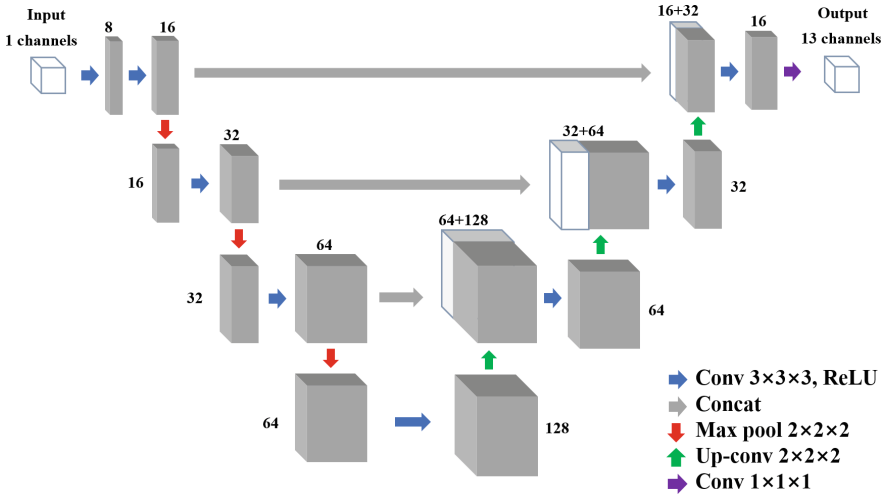 Input
1 channels
8
16
16+32
16
Output
13 channels
16
32
32+64
32
32
64
64+128
64
64
128
Conv 3×3×3, ReLU
Concat
Max pool 2×2×2
Up-conv 2×2×2
Conv 1×1×1